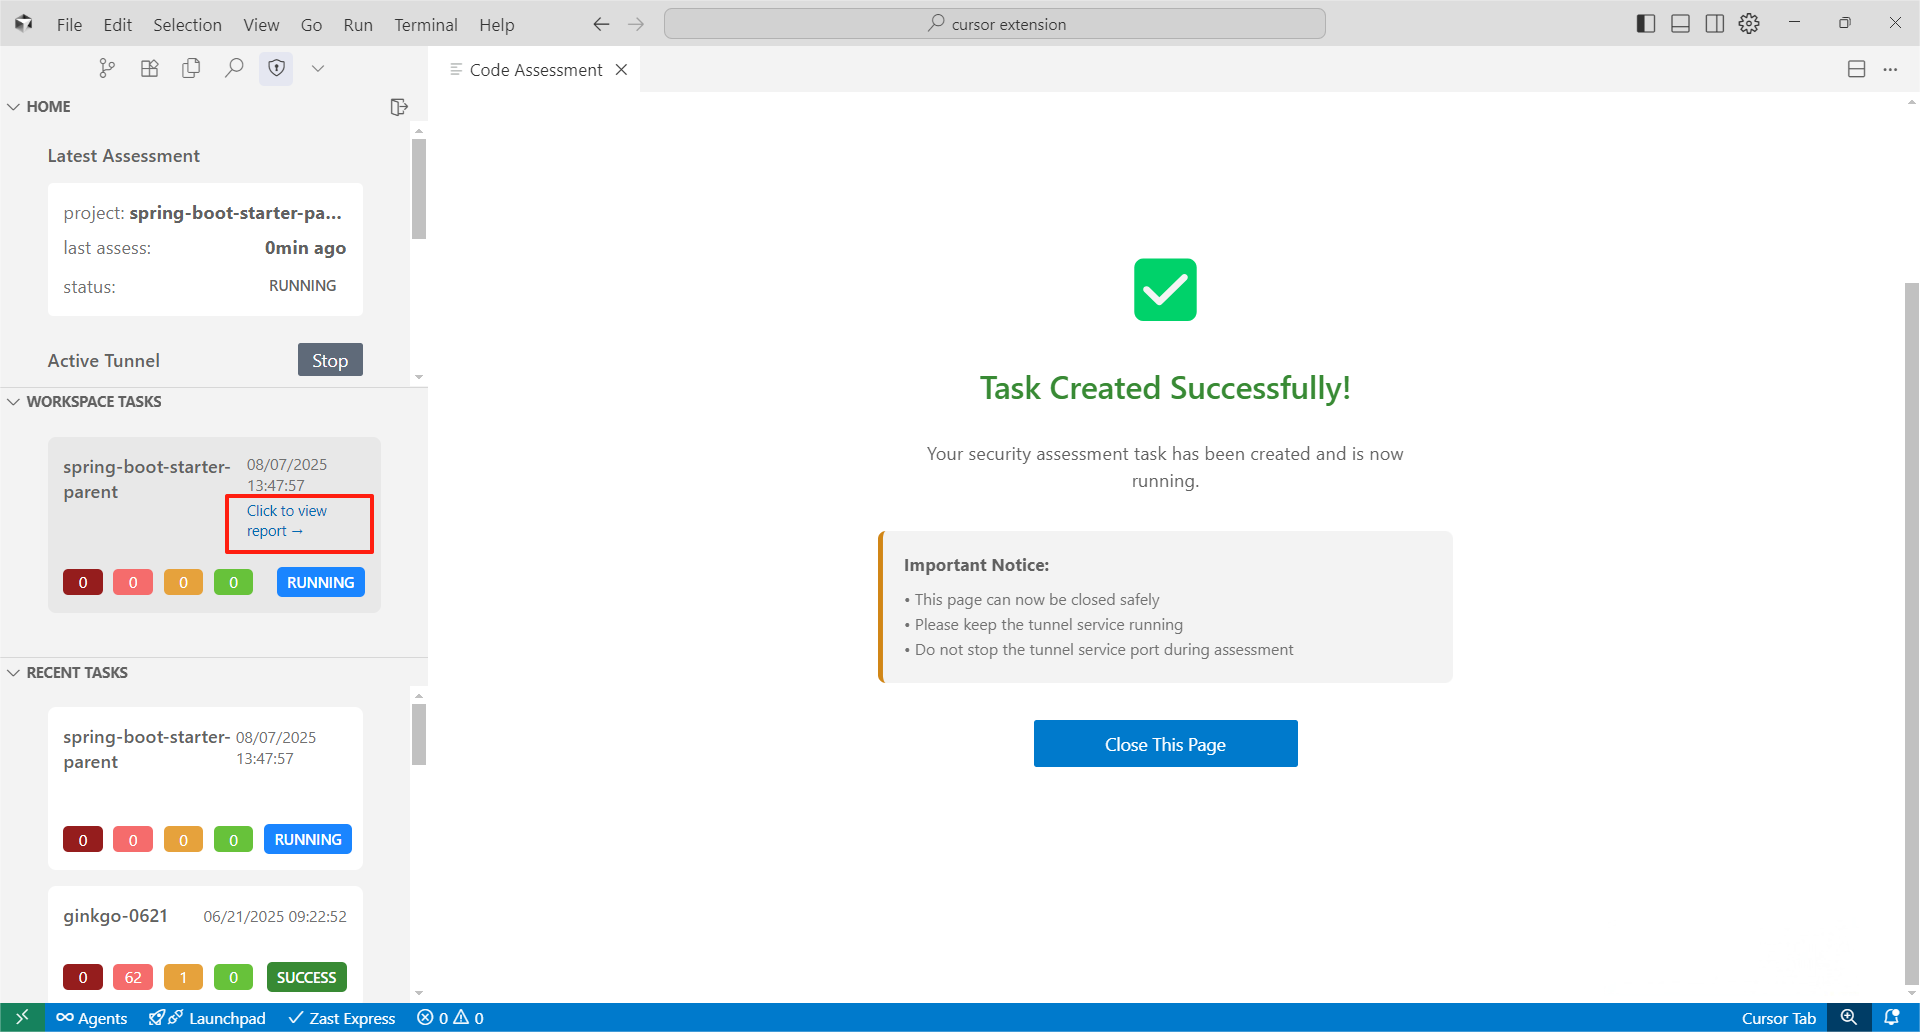 File Edit Selection View Go Run Terminal Help
cursor extension
Code Assessment
HOME
Latest Assessment
project: spring-boot-starter-pa...
last assess: 0min ago
status: RUNNING
Active Tunnel Stop
WORKSPACE TASKS
spring-boot-starter-
parent
08/07/2025
13:47:57
Click to view
report →
0 0 0 0 RUNNING
RECENT TASKS
spring-boot-starter-
parent
08/07/2025
13:47:57
0 0 0 0 RUNNING
ginkgo-0621 06/21/2025 09:22:52
0 62 1 0 SUCCESS
Task Created Successfully!
Your security assessment task has been created and is now
running.
Important Notice:
• This page can now be closed safely
• Please keep the tunnel service running
• Do not stop the tunnel service port during assessment
Close This Page
Agents Launchpad Zast Express 0 0 Cursor Tab